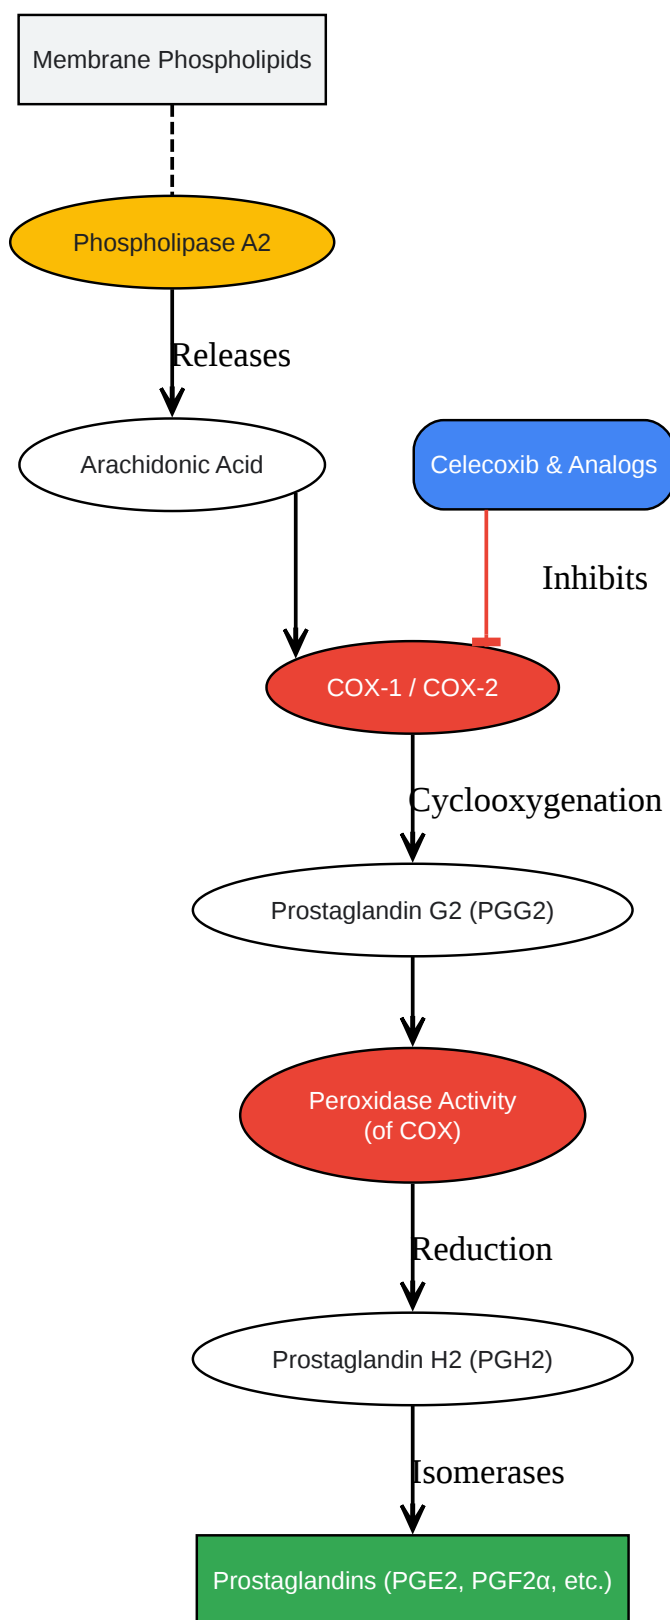 Membrane Phospholipids
Phospholipase A2
Releases
Arachidonic Acid
Celecoxib & Analogs
Inhibits
COX-1 / COX-2
Cyclooxygenation
Prostaglandin G2 (PGG2)
Peroxidase Activity
(of COX)
Reduction
Prostaglandin H2 (PGH2)
Isomerases
Prostaglandins (PGE2, PGF2α, etc.)